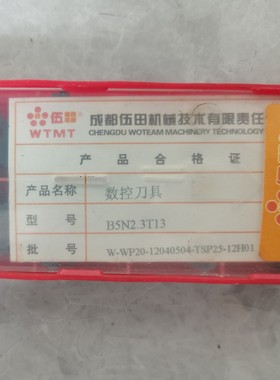 伍田
WTMT
成都伍田机械技术有限责任
CHENGDU WOTEAM MACHINERY TECHNOLOGY
产品合格证
产品名称 数控刀具
型号 B5N2.3T13
批号 W-WP20-12040504-TSP25-12H01